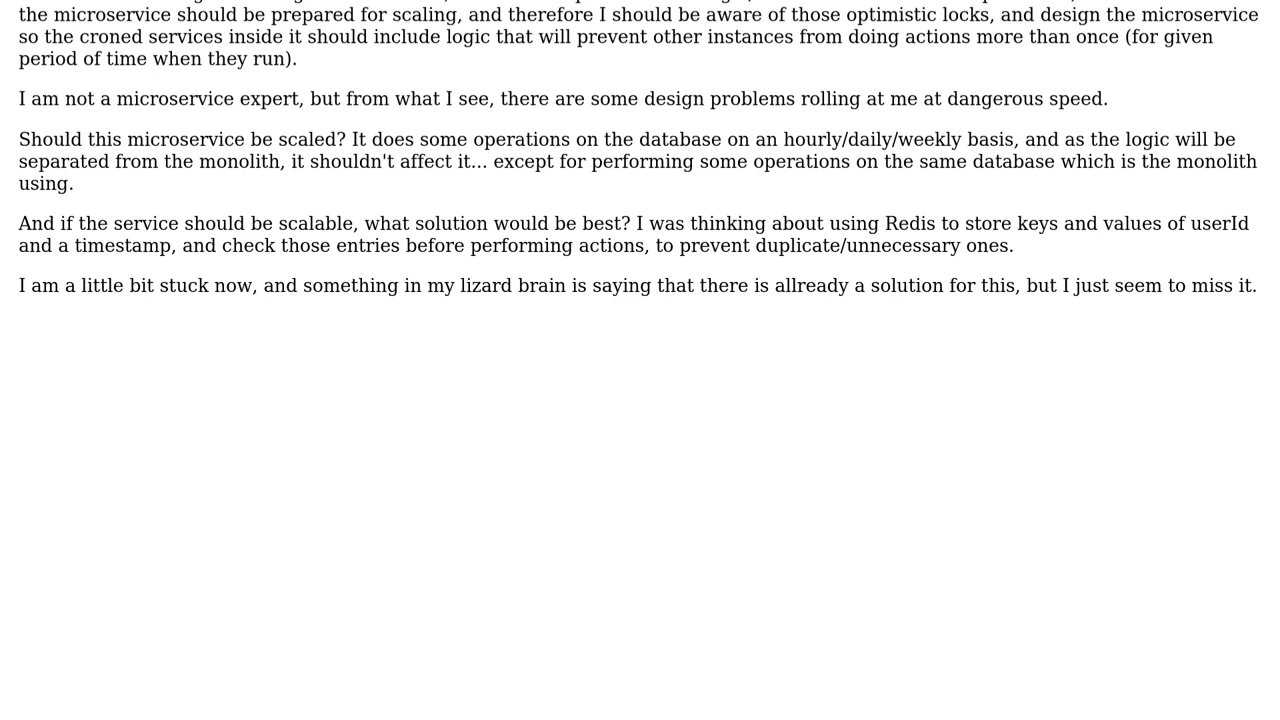 the microservice should be prepared for scaling, and therefore I should be aware of those optimistic locks, and design the microservice
so the croned services inside it should include logic that will prevent other instances from doing actions more than once (for given
period of time when they run).
I am not a microservice expert, but from what I see, there are some design problems rolling at me at dangerous speed.
Should this microservice be scaled? It does some operations on the database on an hourly/daily/weekly basis, and as the logic will be
separated from the monolith, it shouldn't affect it... except for performing some operations on the same database which is the monolith
using.
And if the service should be scalable, what solution would be best? I was thinking about using Redis to store keys and values of userId
and a timestamp, and check those entries before performing actions, to prevent duplicate/unnecessary ones.
I am a little bit stuck now, and something in my lizard brain is saying that there is allready a solution for this, but I just seem to miss it.